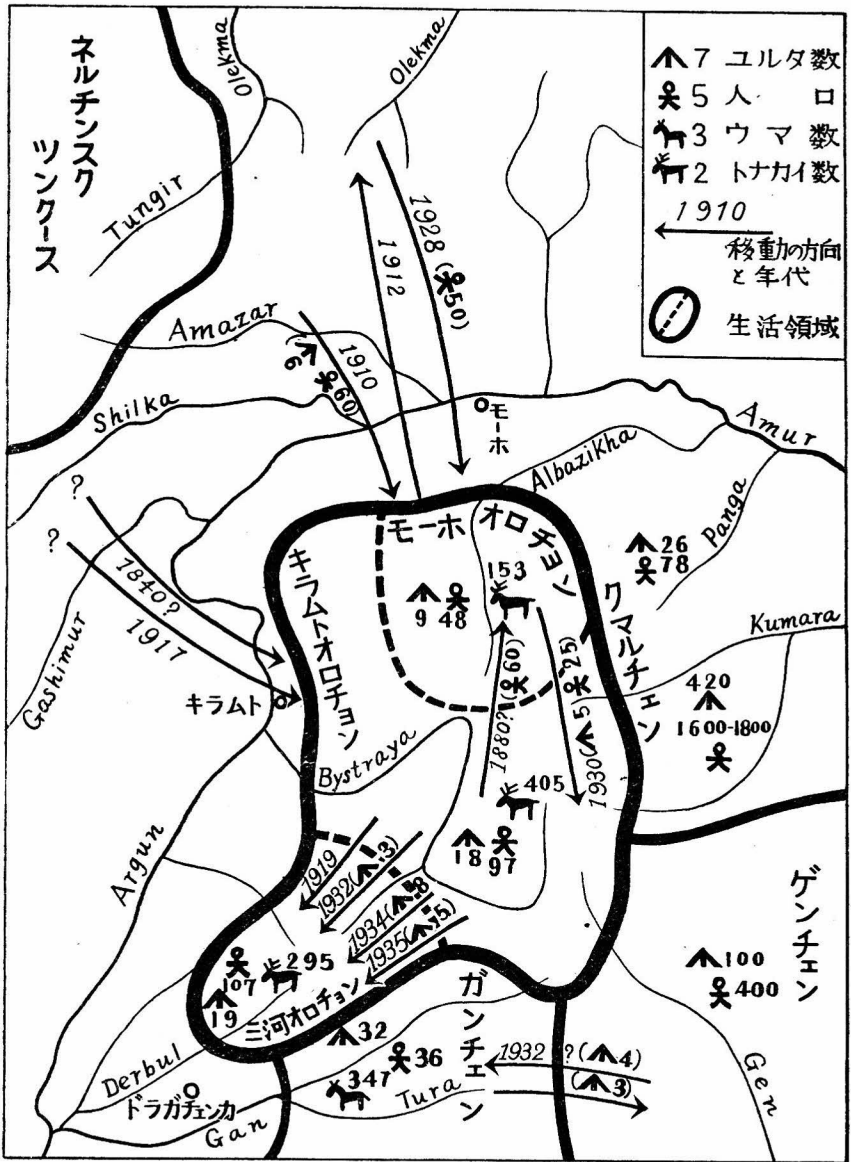 ネルチンスク
ツングース
Olekma
Olekma
Tungir
Amazar
Shilka
7 ユルタ数
5 人口
3 ウマ数
2 トナカイ数
1910
移動の方向
と年代
生活領域
1912
1928 (50)
1910
6 60
モーホ
Amur
Albazikha
Panga
26
78
Kumara
?
?
1840?
1917
Gashimur
キラムト
キラムトオロチョン
モーホオロチョン
153
9 48
クマルチェン
420
1600-1800
1880? (60)
1930 (5 25)
Bystraya
405
18 97
Argun
1919
1932 (3)
1934 (8)
1935 (5)
ゲンチェン
100
400
Gen
295
107
19
三河オロチョン
ガンチェン
32
36
347
Tura
1932? (4)
(3)
Derbul
ドラガチェンカ
Gan